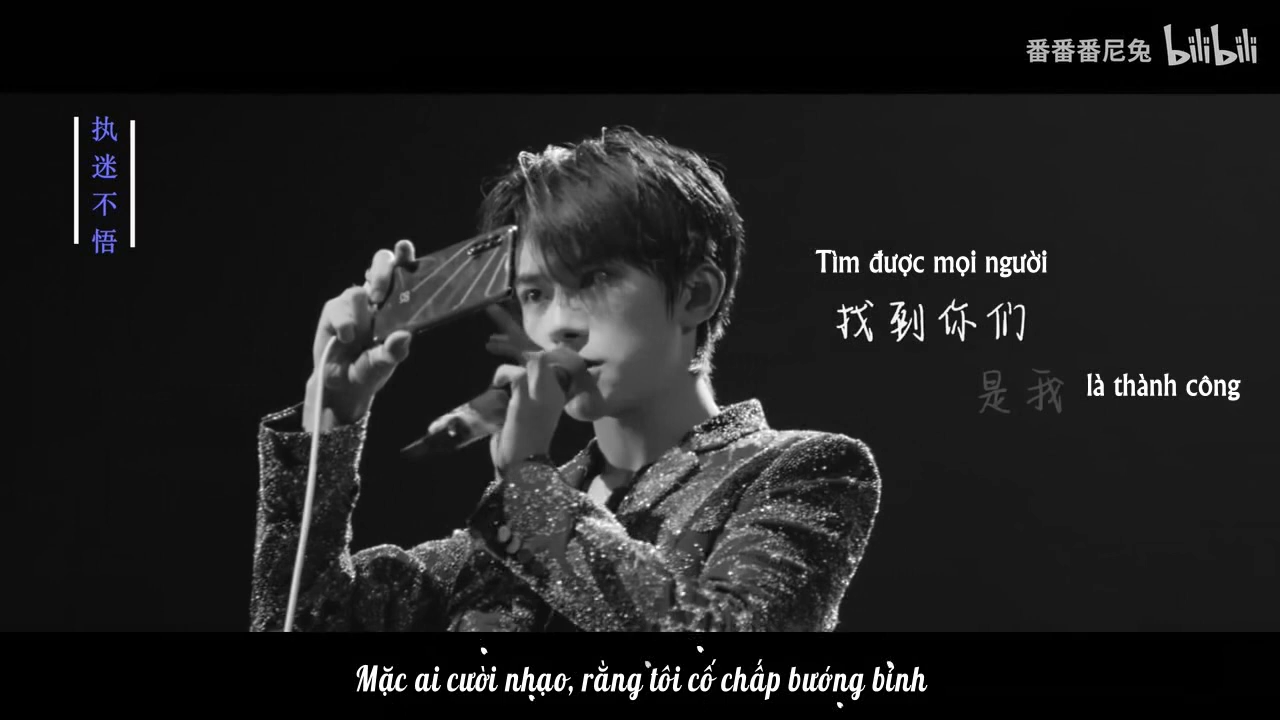 番番番尼兔 bilibili
执迷不悟
Tìm được mọi người
找到你们
是我 là thành công
Mặc ai cười nhạo, rằng tôi cố chấp bướng bỉnh